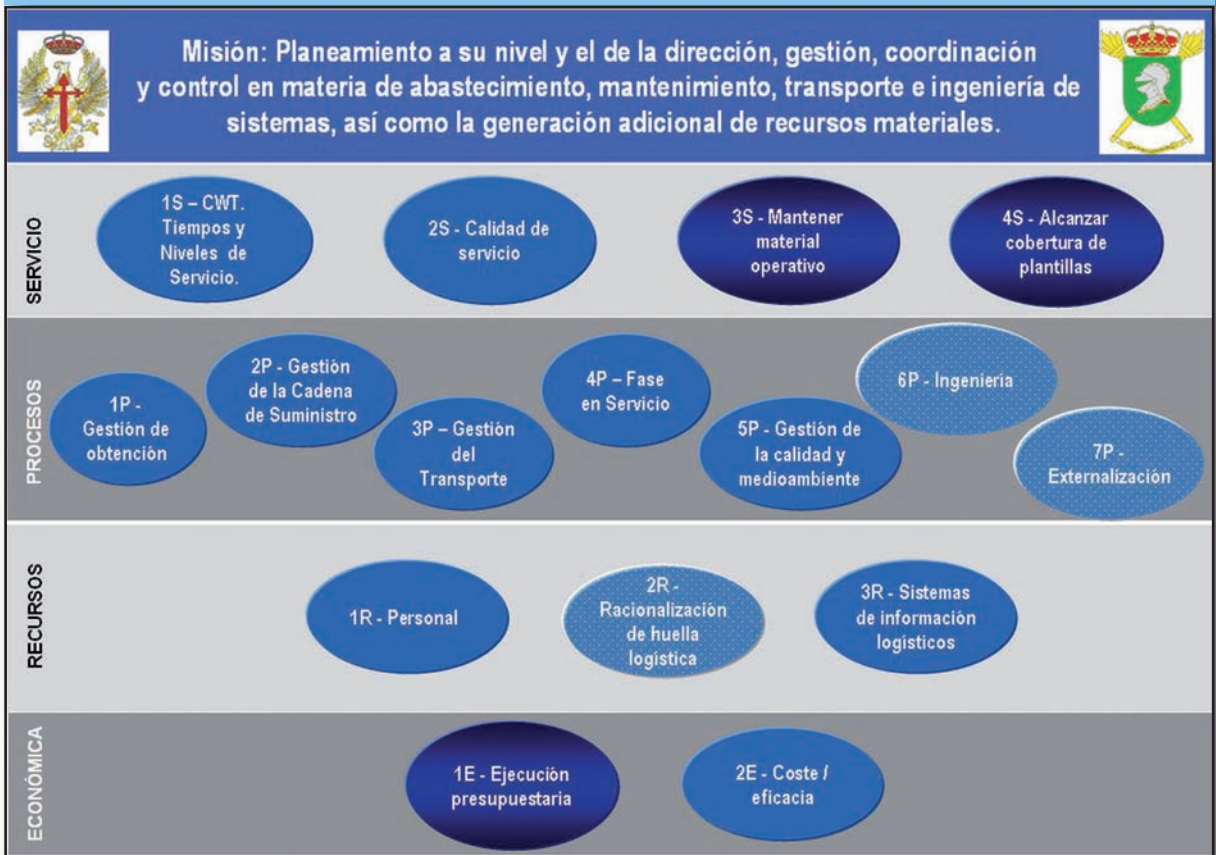 Misión: Planeamiento a su nivel y el de la dirección, gestión, coordinación
y control en materia de abastecimiento, mantenimiento, transporte e ingeniería de
sistemas, así como la generación adicional de recursos materiales.
SERVICIO
1S – CWT.
Tiempos y
Niveles de
Servicio.
2S - Calidad de
servicio
3S - Mantener
material
operativo
4S - Alcanzar
cobertura de
plantillas
PROCESOS
1P -
Gestión de
obtención
2P - Gestión
de la Cadena
de Suministro
3P – Gestión
del
Transporte
4P – Fase
en Servicio
5P - Gestión de
la calidad y
medioambiente
6P - Ingeniería
7P -
Externalización
RECURSOS
1R - Personal
2R -
Racionalización
de huella
logística
3R - Sistemas
de información
logísticos
ECONÓMICA
1E - Ejecución
presupuestaria
2E - Coste /
eficacia